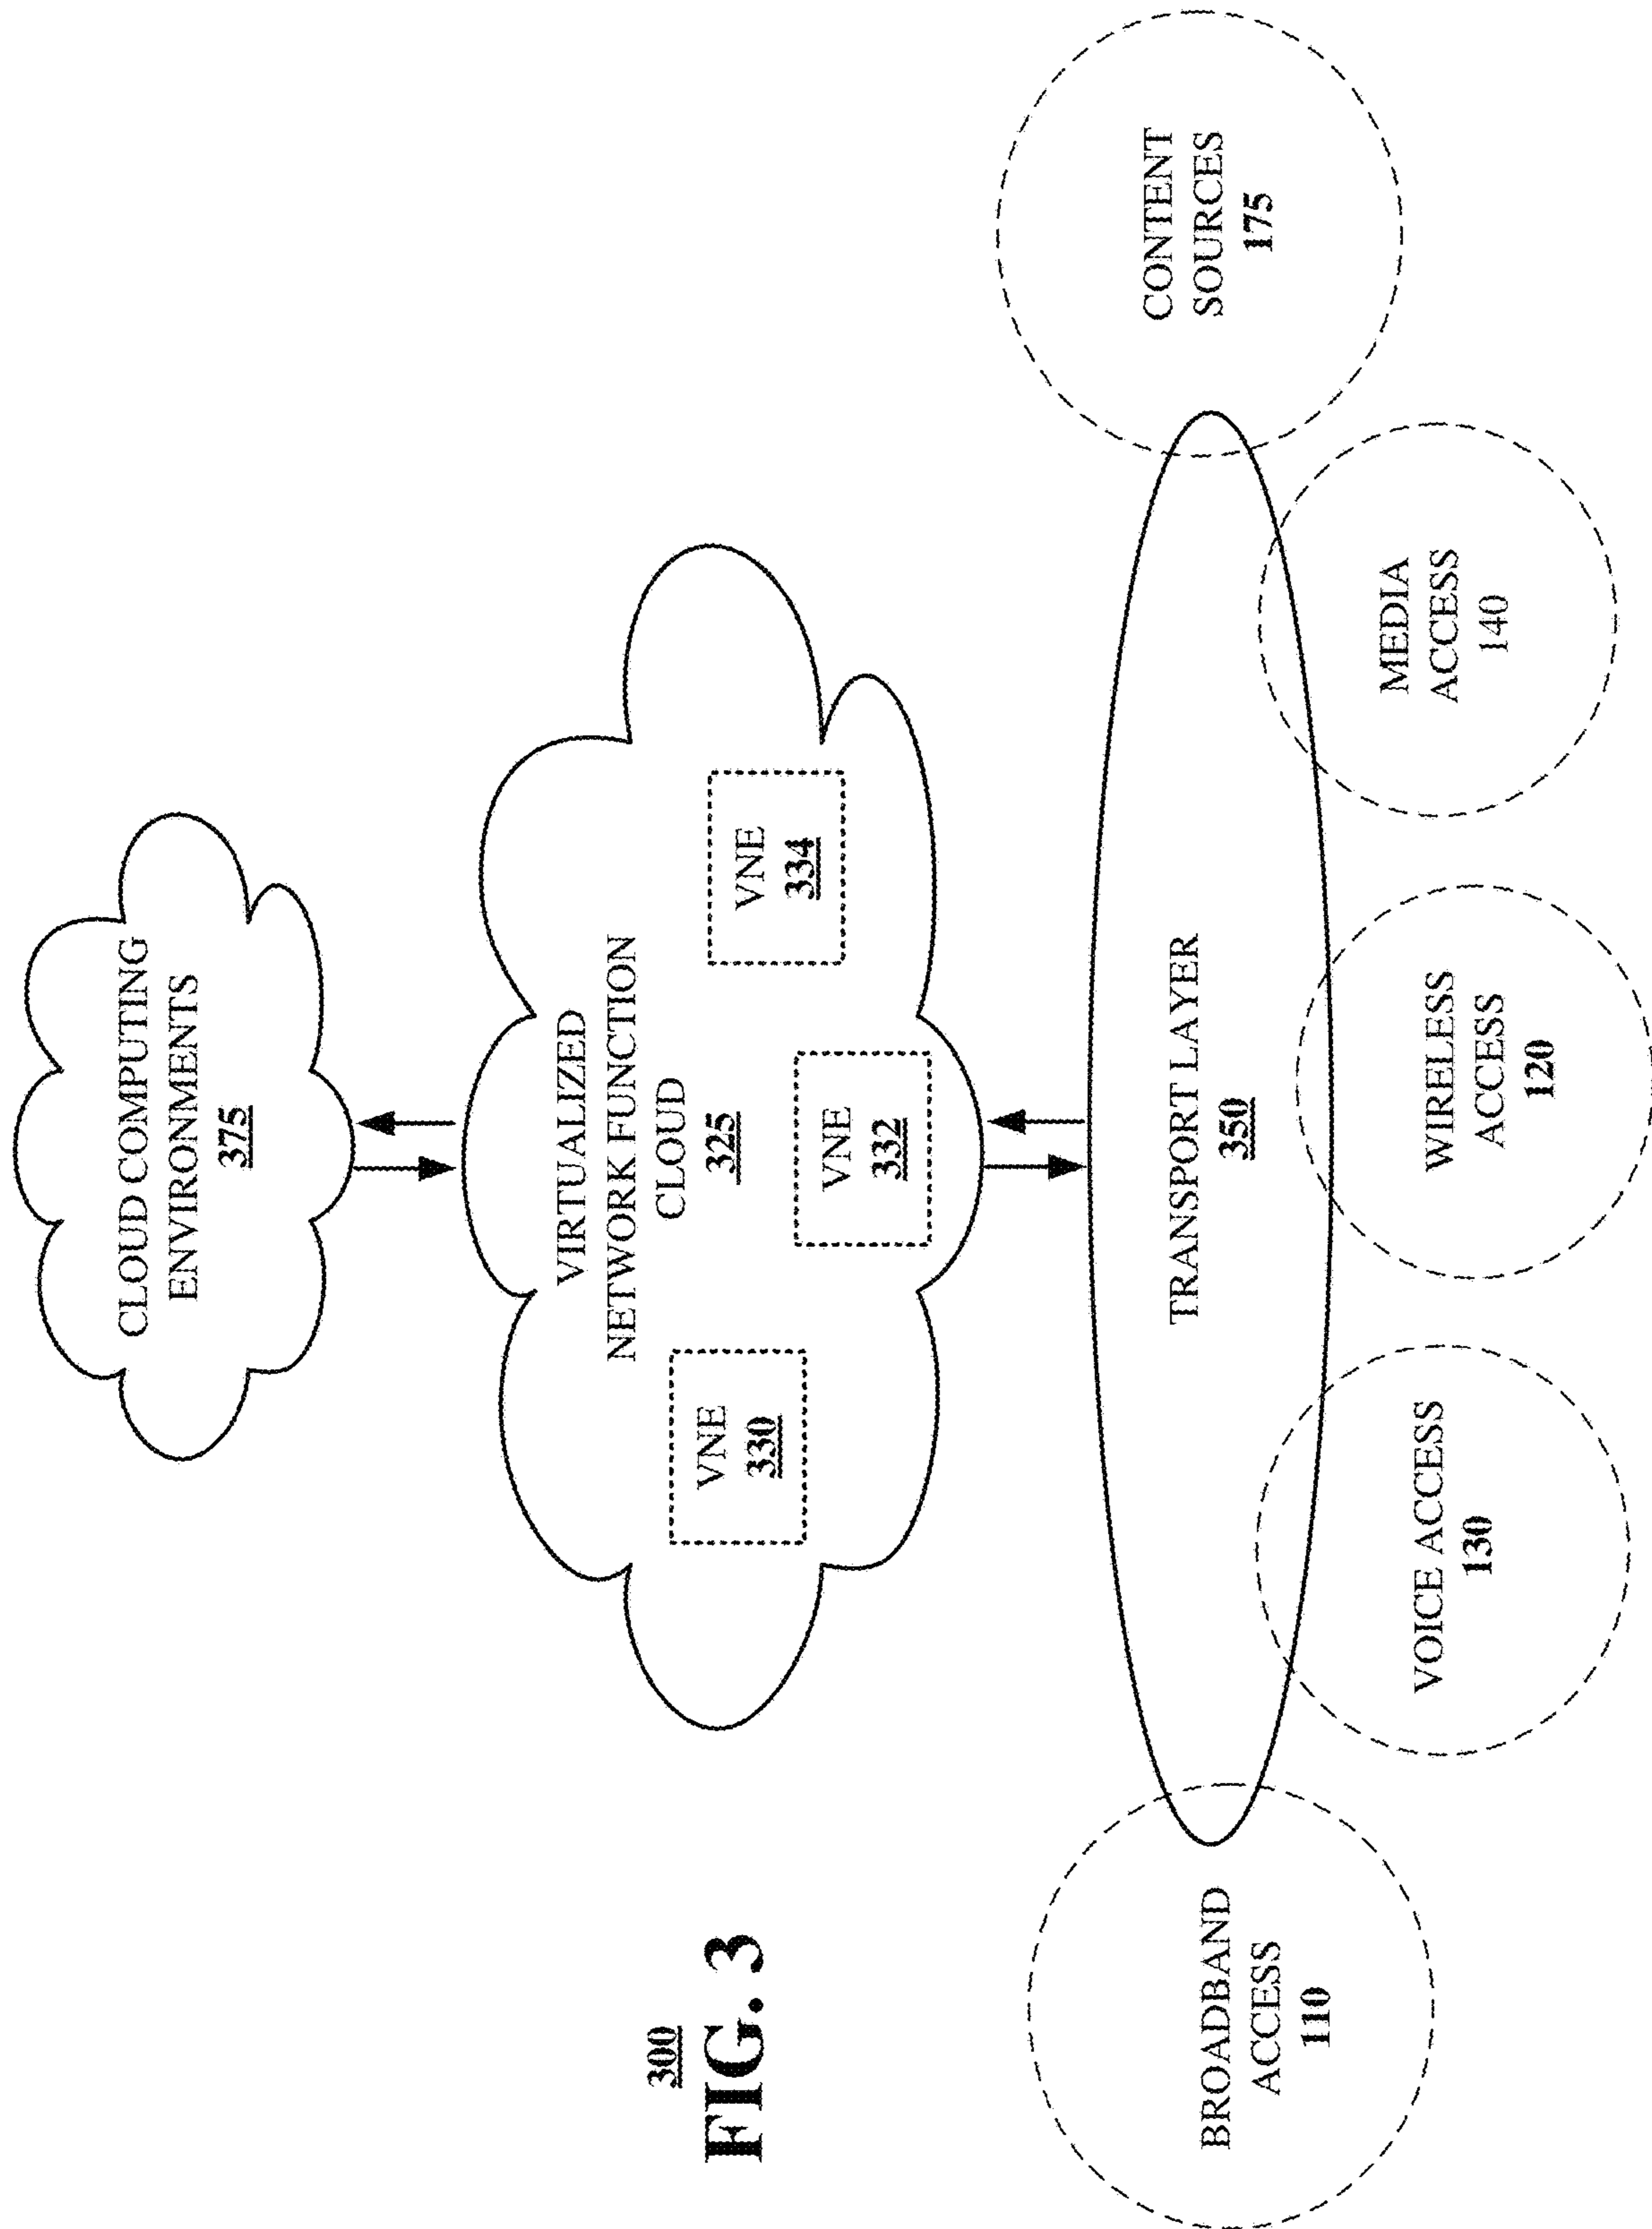 CLOUD COMPUTING
ENVIRONMENTS
375
VIRTUALIZED
NETWORK FUNCTION
CLOUD
325
VNE
330
VNE
332
VNE
334
300
FIG. 3
TRANSPORT LAYER
350
BROADBAND
ACCESS
110
VOICE ACCESS
130
WIRELESS
ACCESS
120
MEDIA
ACCESS
140
CONTENT
SOURCES
175